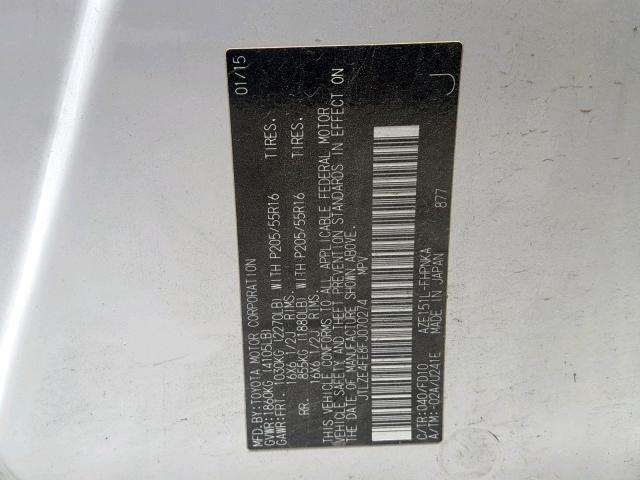 MFD.BY:TOYOTA MOTOR CORPORATION 01/15
GVWR:1860KG (4105LB)
GAWR:FRT. 1030KG (2270LB) WITH P205/55R16 TIRES.
16X6 1/2J RIMS.
RR. 855KG (1880LB) WITH P205/55R16 TIRES.
16X6 1/2J RIMS.
THIS VEHICLE CONFORMS TO ALL APPLICABLE FEDERAL MOTOR
VEHICLE SAFETY AND THEFT PREVENTION STANDARDS IN EFFECT ON
THE DATE OF MANUFACTURE SHOWN ABOVE.
JTLZE4FE8FJ070274 MPV
C/TR:040/FD10 AZE151L-FHPNKA
A/TM:-02A/U241E MADE IN JAPAN 877 J